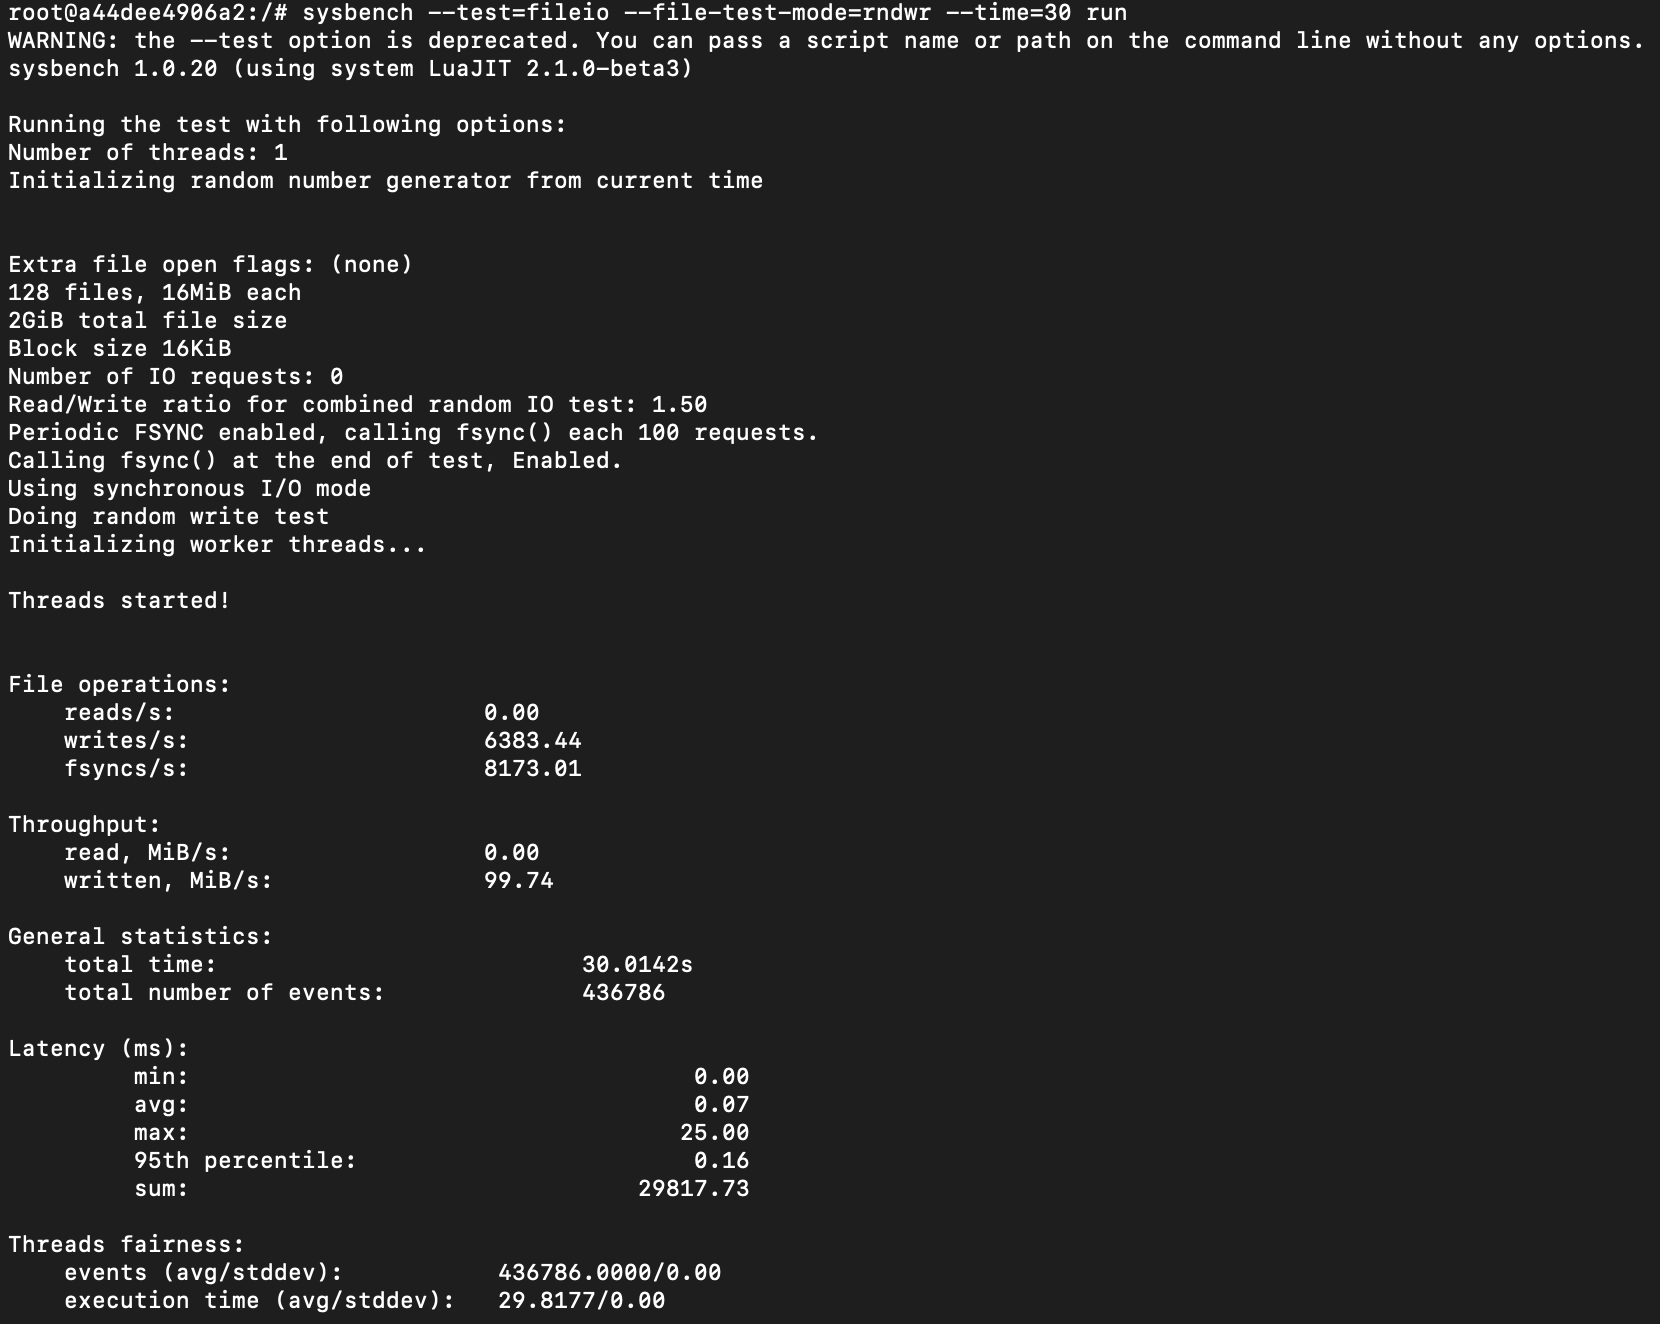 root@a44dee4906a2:/# sysbench --test=fileio --file-test-mode=rndwr --time=30 run
WARNING: the --test option is deprecated. You can pass a script name or path on the command line without any options.
sysbench 1.0.20 (using system LuaJIT 2.1.0-beta3)
Running the test with following options:
Number of threads: 1
Initializing random number generator from current time
Extra file open flags: (none)
128 files, 16MiB each
2GiB total file size
Block size 16KiB
Number of IO requests: 0
Read/Write ratio for combined random IO test: 1.50
Periodic FSYNC enabled, calling fsync() each 100 requests.
Calling fsync() at the end of test, Enabled.
Using synchronous I/O mode
Doing random write test
Initializing worker threads...
Threads started!
File operations:
reads/s: 0.00
writes/s: 6383.44
fsyncs/s: 8173.01
Throughput:
read, MiB/s: 0.00
written, MiB/s: 99.74
General statistics:
total time: 30.0142s
total number of events: 436786
Latency (ms):
min: 0.00
avg: 0.07
max: 25.00
95th percentile: 0.16
sum: 29817.73
Threads fairness:
events (avg/stddev): 436786.0000/0.00
execution time (avg/stddev): 29.8177/0.00